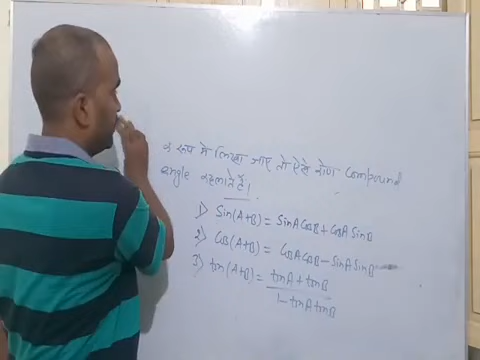 के रूप मे लिखा जाए तो ऐसे कोण Compound
angle कहलाते है।
1) Sin(A+B) = SinA CosB + CosA SinB
2) Cos(A+B) = CosA CosB - SinA SinB
3) tan(A+B) = tanA + tanB
1 - tanA tanB